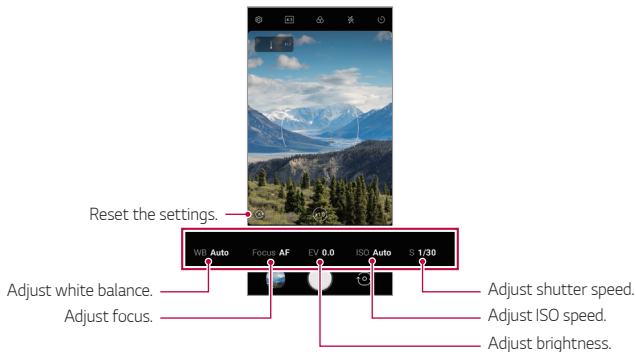 Reset the settings.
WB Auto Focus AF EV 0.0 ISO Auto S 1/30
Adjust white balance.
Adjust focus.
Adjust shutter speed.
Adjust ISO speed.
Adjust brightness.